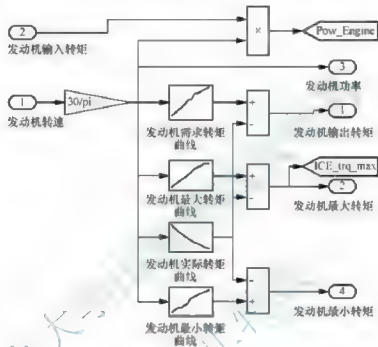 2
发动机输入转矩
×
Pow_Engine
3
发动机功率
1
发动机转速
30/pi
发动机需求转矩
曲线
+
-
1
发动机输出转矩
ICE_trq_max
发动机最大转矩
曲线
+
-
2
发动机最大转矩
发动机实际转矩
曲线
-
+
4
发动机最小转矩
发动机最小转矩
曲线